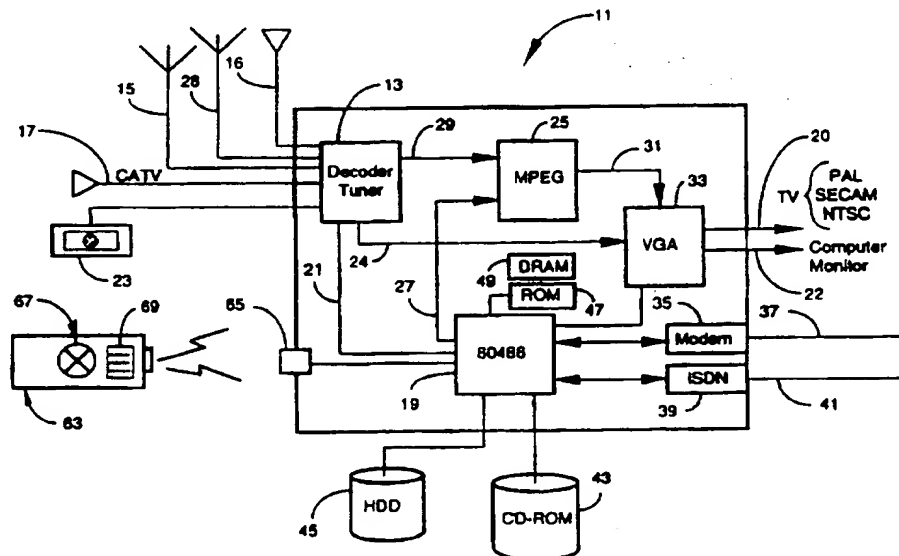 11
15
28
16
13
17
CATV
Decoder
Tuner
29
25
MPEG
31
33
VGA
20
TV
PAL
SECAM
NTSC
Computer
Monitor
22
23
21
24
27
49
DRAM
ROM
47
35
Modem
37
67
69
65
63
80486
19
ISDN
39
41
45
HDD
CD-ROM
43